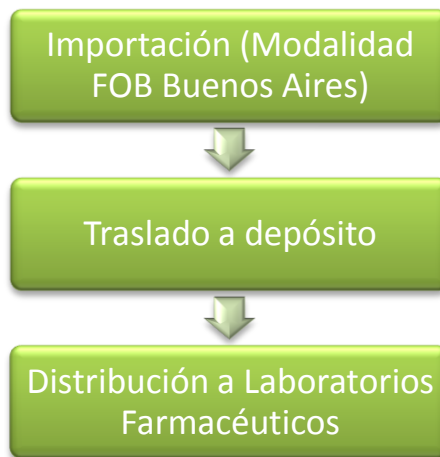 Importación (Modalidad
FOB Buenos Aires)
Traslado a depósito
Distribución a Laboratorios
Farmacéuticos